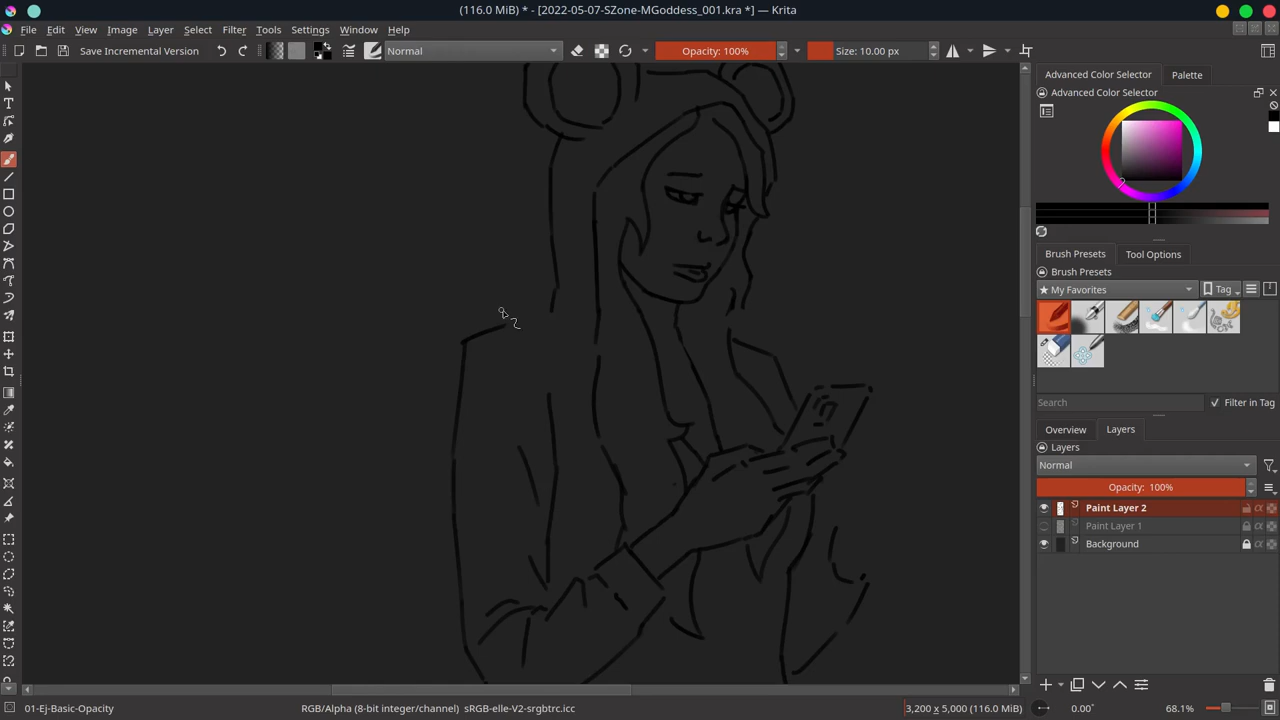 (116.0 MiB) * - [2022-05-07-SZone-MGoddess_001.kra *] — Krita
File Edit View Image Layer Select Filter Tools Settings Window Help
Save Incremental Version Normal Opacity: 100% Size: 10.00 px
Advanced Color Selector Palette
Advanced Color Selector
Brush Presets Tool Options
Brush Presets
★ My Favorites Tag
Search Filter in Tag
Overview Layers
Layers
Normal
Opacity: 100%
Paint Layer 2
Paint Layer 1
Background
01-Ej-Basic-Opacity RGB/Alpha (8-bit integer/channel) sRGB-elle-V2-srgbtrc.icc 3,200 x 5,000 (116.0 MiB) 0.00° 68.1%